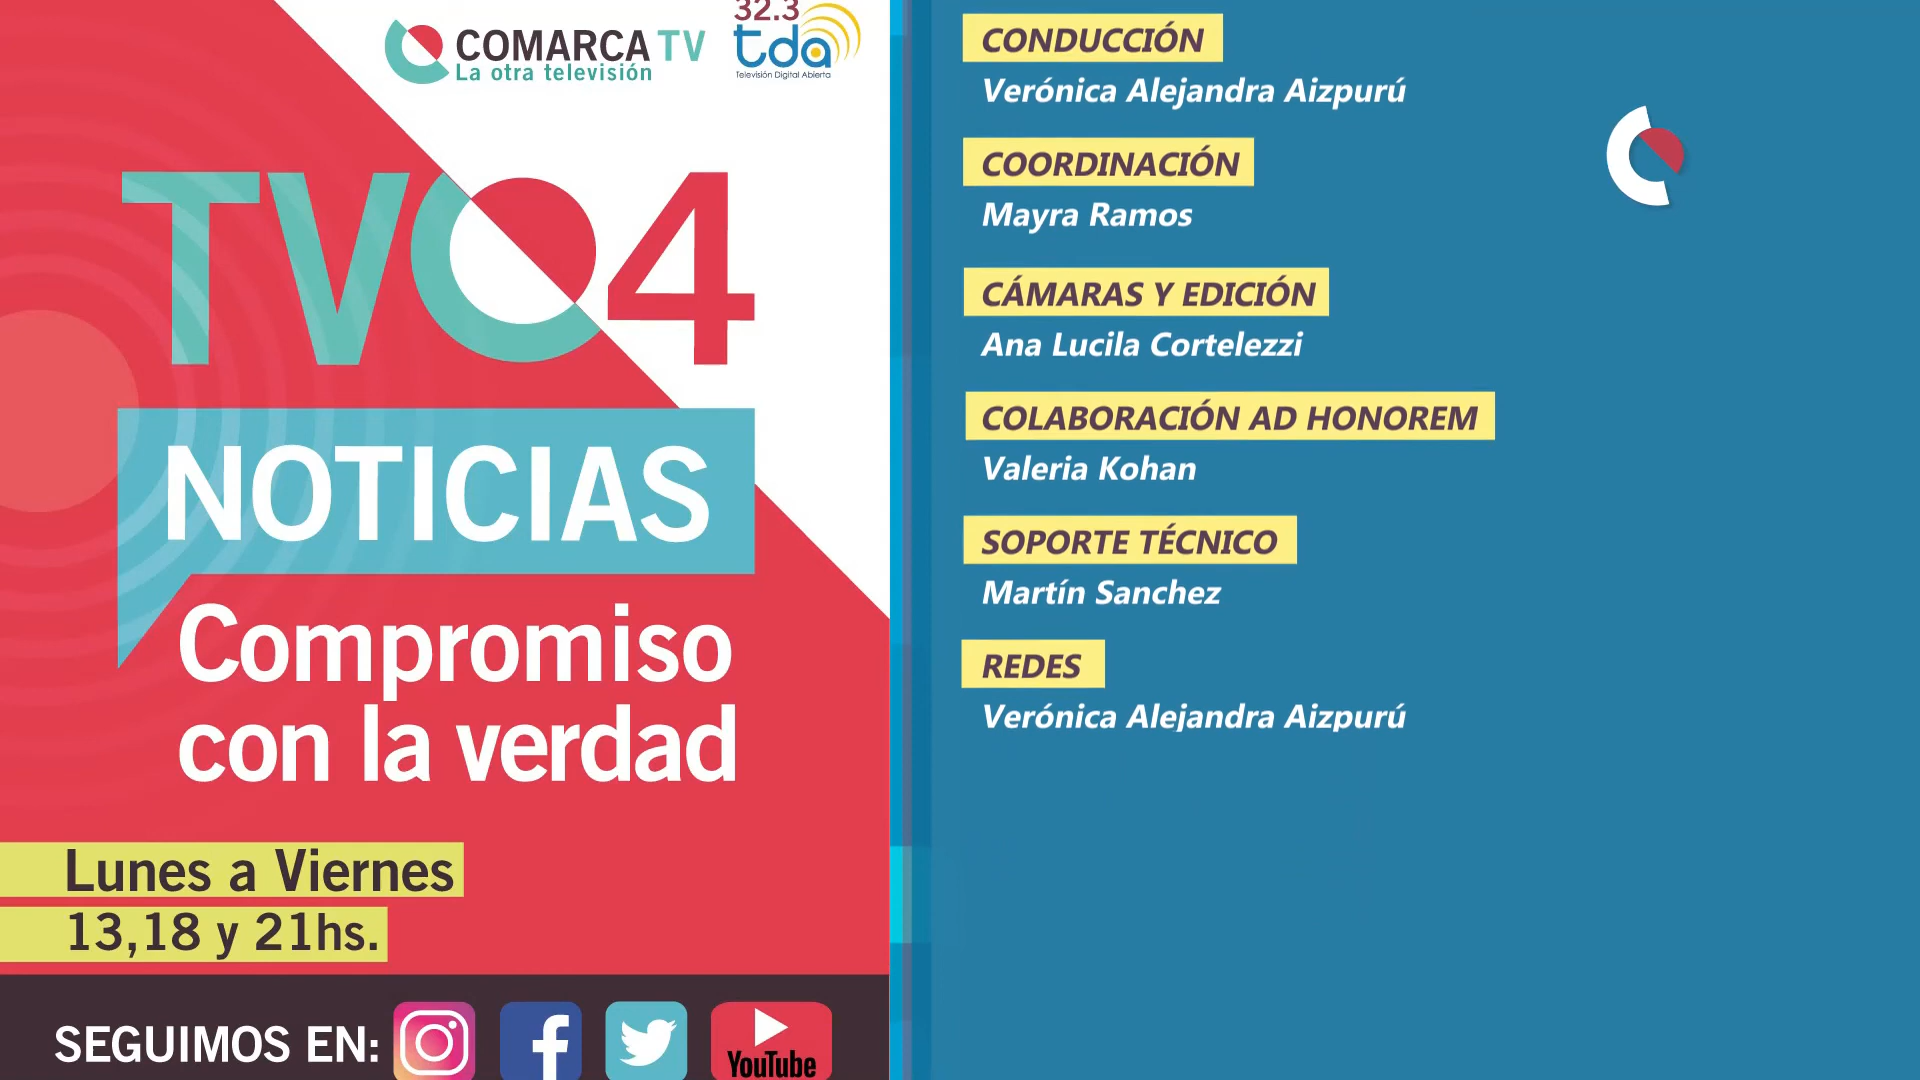 COMARCA TV
La otra televisión
32.3
tda
Televisión Digital Abierta
TVC4
NOTICIAS
Compromiso
con la verdad
Lunes a Viernes
13,18 y 21hs.
SEGUIMOS EN:
YouTube
CONDUCCIÓN
Verónica Alejandra Aizpurú
COORDINACIÓN
Mayra Ramos
CÁMARAS Y EDICIÓN
Ana Lucila Cortelezzi
COLABORACIÓN AD HONOREM
Valeria Kohan
SOPORTE TÉCNICO
Martín Sanchez
REDES
Verónica Alejandra Aizpurú